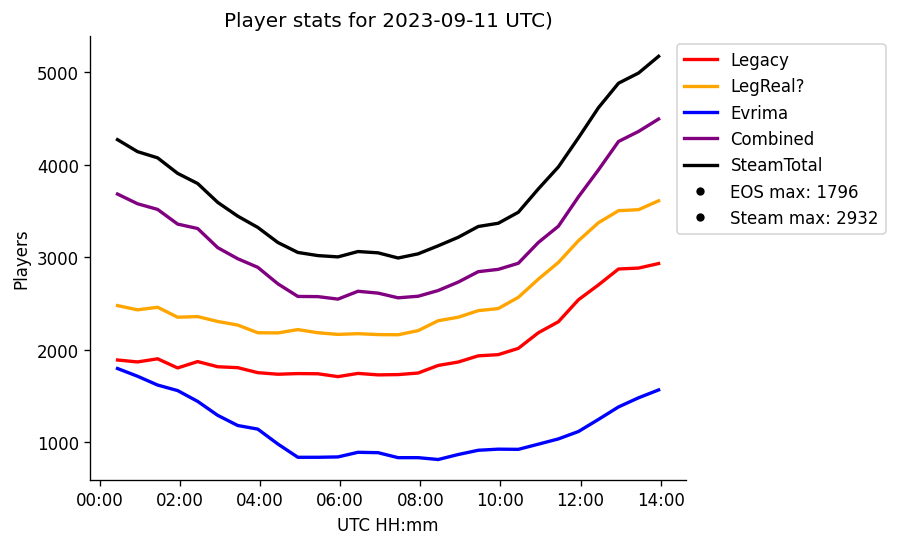 Player stats for 2023-09-11 UTC)
Legacy
LegReal?
Evrima
Combined
SteamTotal
EOS max: 1796
Steam max: 2932
Players
5000
4000
3000
2000
1000
00:00 02:00 04:00 06:00 08:00 10:00 12:00 14:00
UTC HH:mm